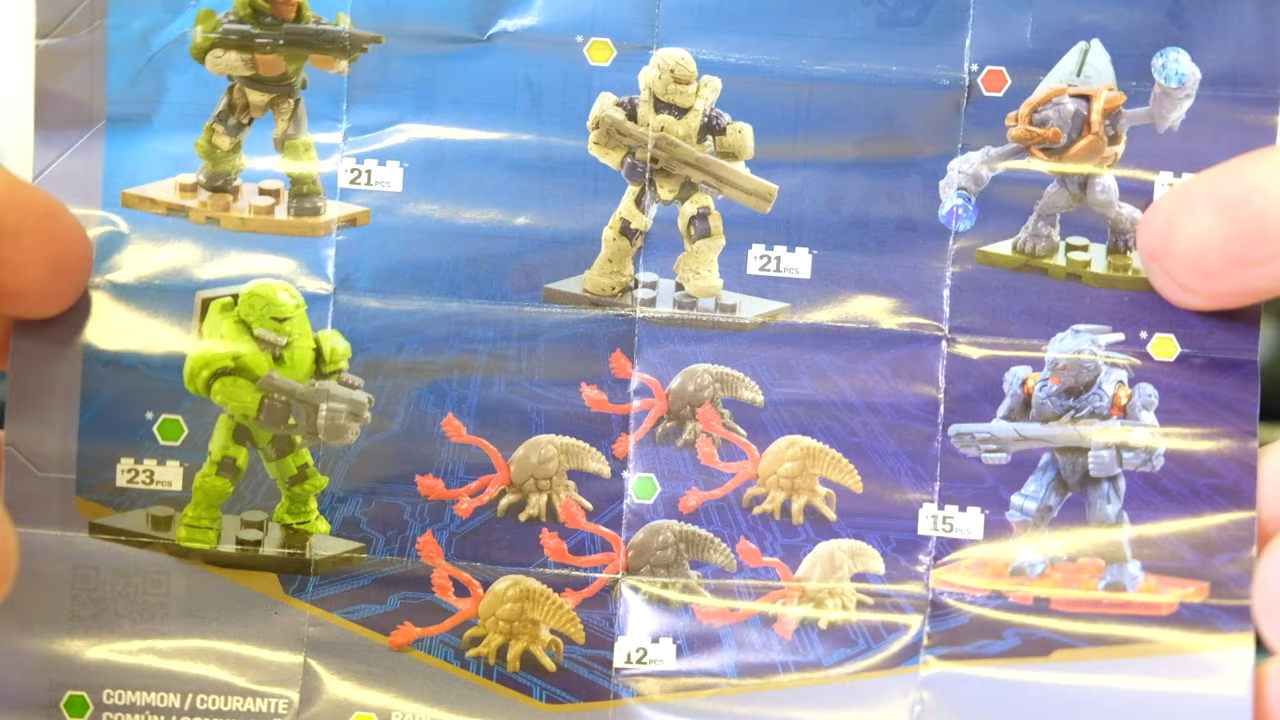 21 PCS
*
21 PCS
*
*
*
23 PCS
*
15 PCS
12 PCS
COMMON / COURANTE